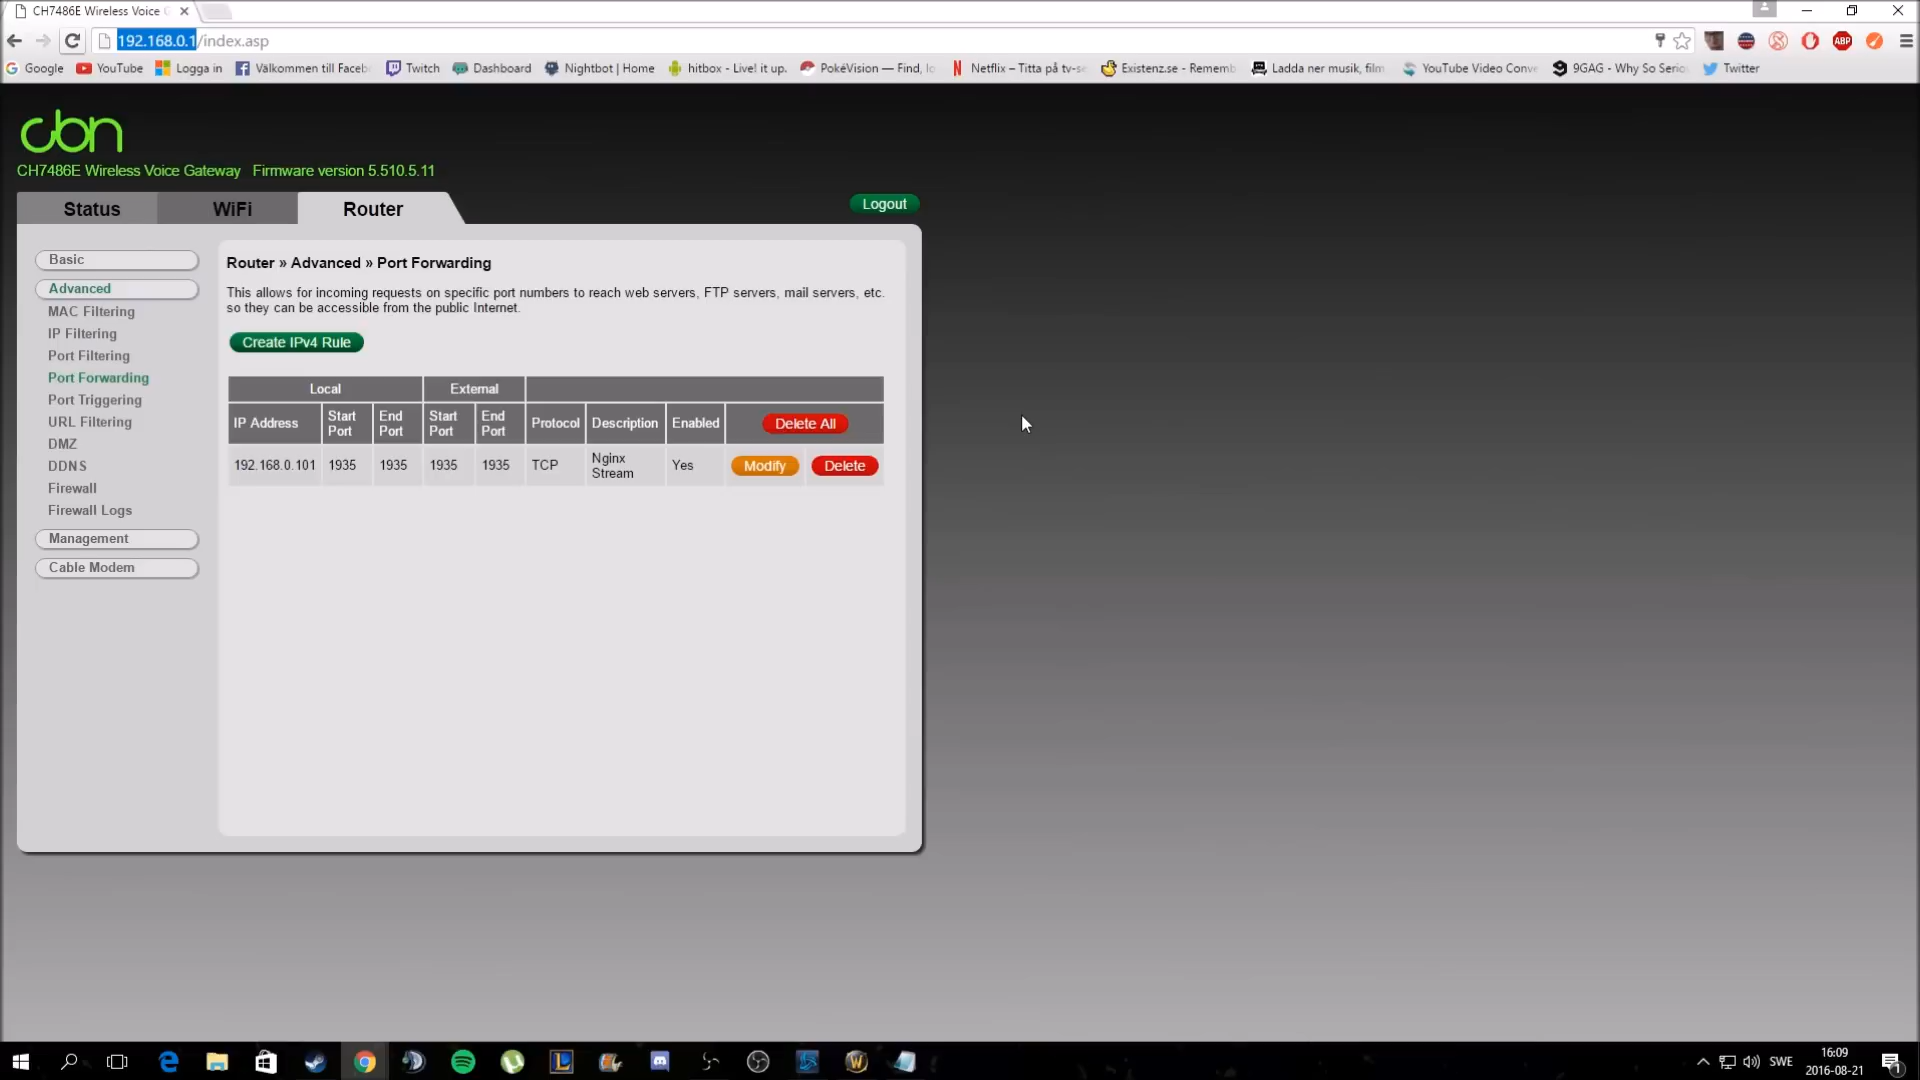 CH7486E Wireless Voice G
192.168.0.1/index.asp
Google YouTube Logga in Välkommen till Faceb Twitch Dashboard Nightbot | Home hitbox - Live! it up. PokéVision — Find, lo Netflix – Titta på tv-se Existenz.se - Rememb Ladda ner musik, film YouTube Video Conve 9GAG - Why So Serio Twitter
ABP
cbn
CH7486E Wireless Voice Gateway Firmware version 5.510.5.11
Status WiFi Router Logout
Basic
Advanced
MAC Filtering
IP Filtering
Port Filtering
Port Forwarding
Port Triggering
URL Filtering
DMZ
DDNS
Firewall
Firewall Logs
Management
Cable Modem
Router » Advanced » Port Forwarding
This allows for incoming requests on specific port numbers to reach web servers, FTP servers, mail servers, etc.
so they can be accessible from the public Internet.
Create IPv4 Rule
Local External
IP Address Start Port End Port Start Port End Port Protocol Description Enabled Delete All
192.168.0.101 1935 1935 1935 1935 TCP Nginx Stream Yes Modify Delete
SWE
16:09
2016-08-21
1